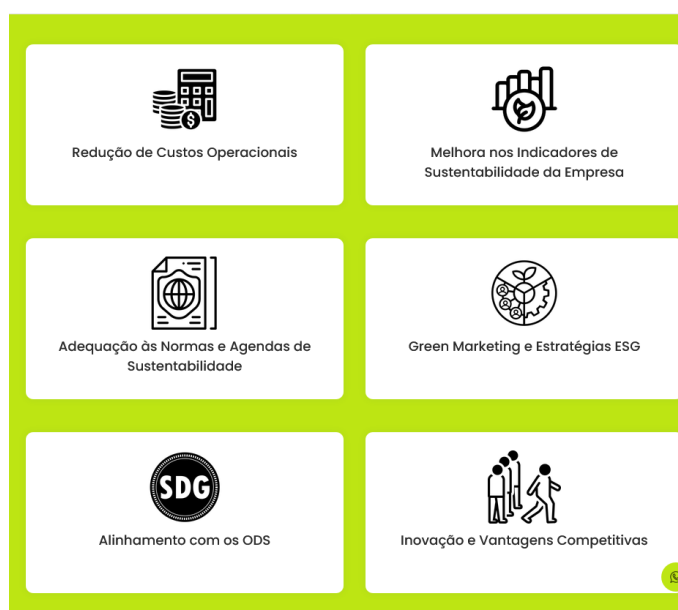 Redução de Custos Operacionais
Melhora nos Indicadores de
Sustentabilidade da Empresa
Adequação às Normas e Agendas de
Sustentabilidade
Green Marketing e Estratégias ESG
SDG
Alinhamento com os ODS
Inovação e Vantagens Competitivas